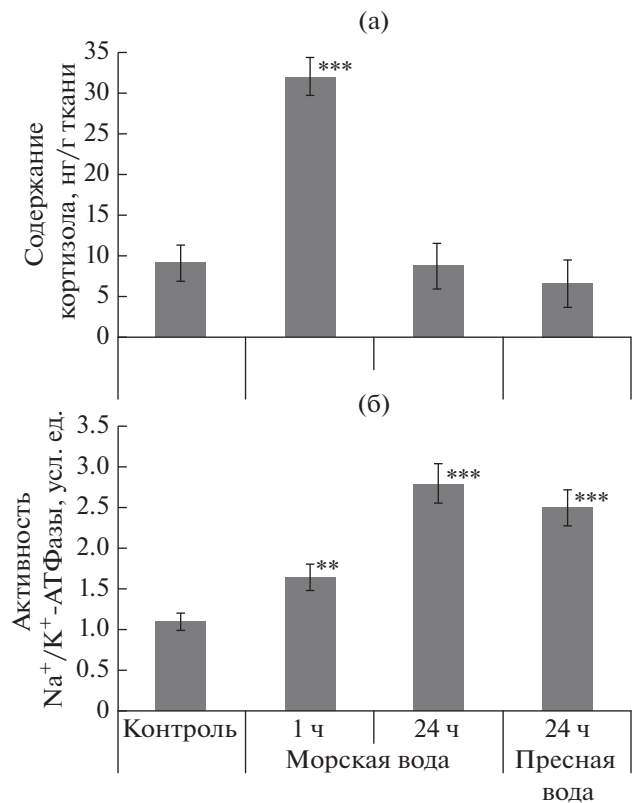 (а)
Содержание
кортизола, нг/г ткани
35
30
25
20
15
10
5
0
***
(б)
Активность
Na⁺/K⁺-АТФазы, усл. ед.
3.5
3.0
2.5
2.0
1.5
1.0
0.5
0
**
***
***
Контроль
1 ч
24 ч
24 ч
Морская вода
Пресная
вода